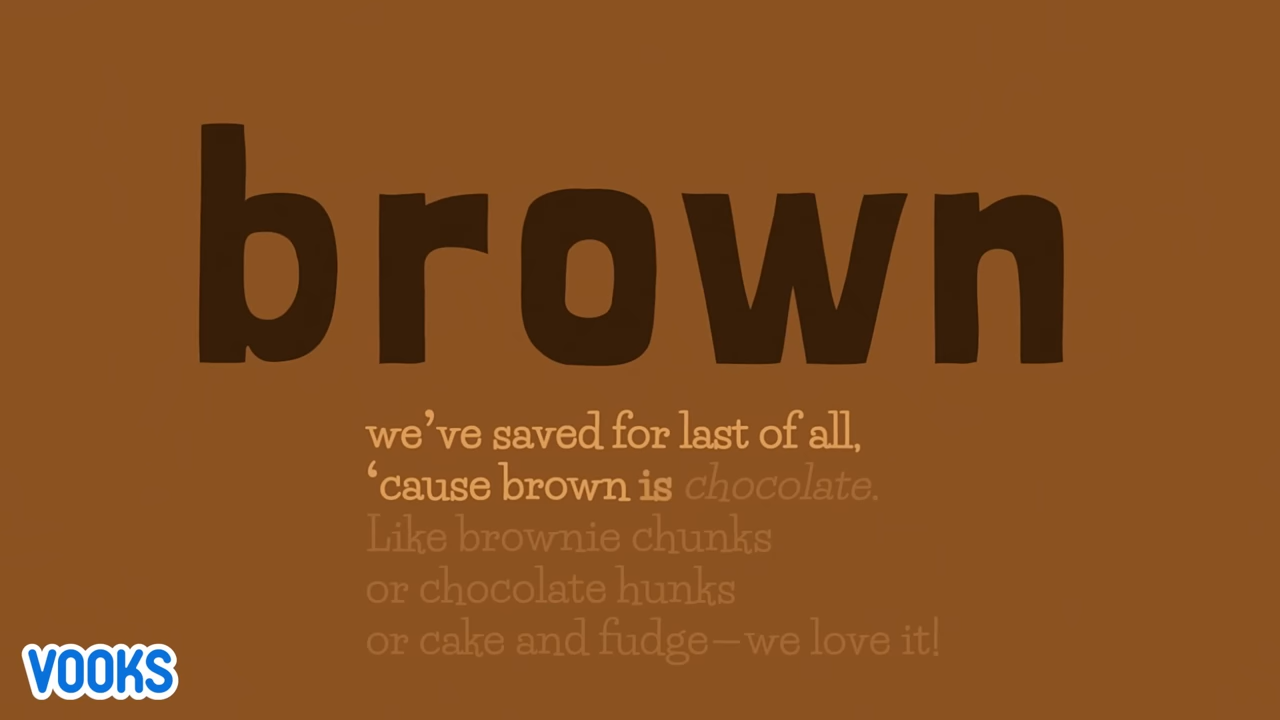 brown
we’ve saved for last of all,
‘cause brown is chocolate.
Like brownie chunks
or chocolate hunks
or cake and fudge—we love it!
VOOKS